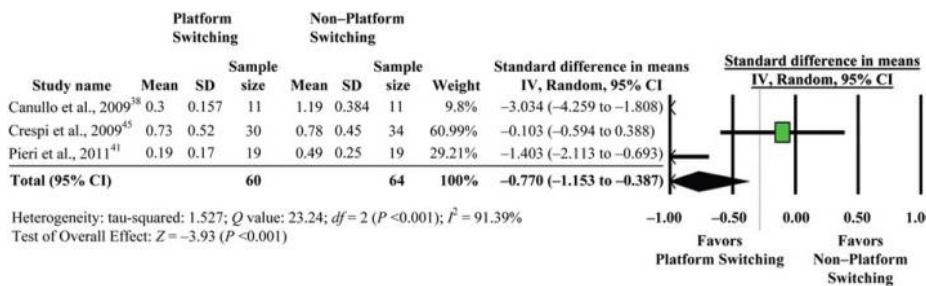 Platform Switching Non–Platform Switching
Standard difference in means
Study name Mean SD Sample size Mean SD Sample size Weight Standard difference in means IV, Random, 95% CI IV, Random, 95% CI
Canullo et al., 2009³⁸ 0.3 0.157 11 1.19 0.384 11 9.8% −3.034 (−4.259 to −1.808)
Crespi et al., 2009⁴⁵ 0.73 0.52 30 0.78 0.45 34 60.99% −0.103 (−0.594 to 0.388)
Pieri et al., 2011⁴¹ 0.19 0.17 19 0.49 0.25 19 29.21% −1.403 (−2.113 to −0.693)
Total (95% CI) 60 64 100% −0.770 (−1.153 to −0.387)
Heterogeneity: tau-squared: 1.527; Q value: 23.24; df = 2 (P <0.001); I² = 91.39%
Test of Overall Effect: Z = −3.93 (P <0.001)
−1.00 −0.50 0.00 0.50 1.00
Favors Platform Switching Favors Non–Platform Switching